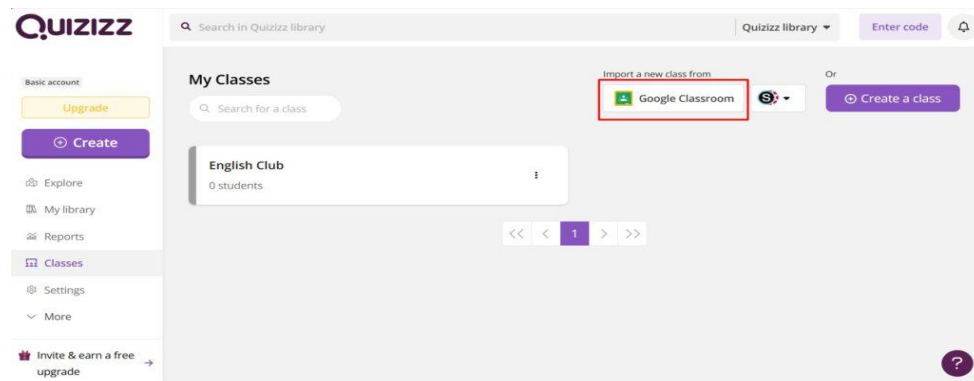 QUIZIZZ
Search in Quizizz library
Quizizz library
Enter code
Basic account
Upgrade
Create
Explore
My library
Reports
Classes
Settings
More
Invite & earn a free
upgrade
My Classes
Search for a class
Import a new class from
Google Classroom
S
Or
Create a class
English Club
0 students
<< < 1 > >>
?